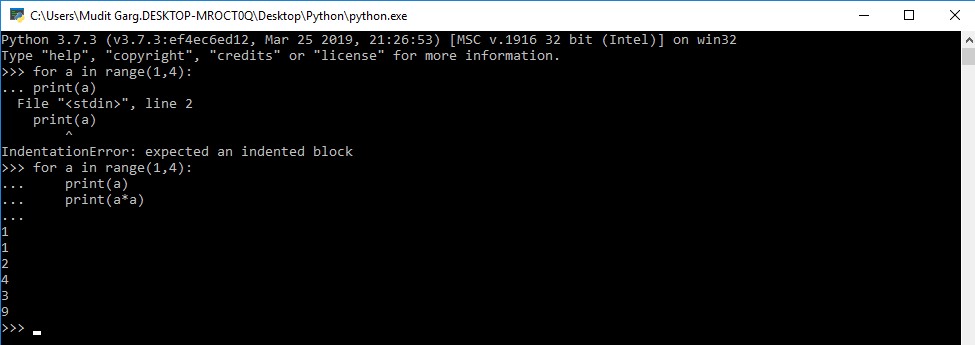 C:\Users\Mudit Garg.DESKTOP-MROCT0Q\Desktop\Python\python.exe
Python 3.7.3 (v3.7.3:ef4ec6ed12, Mar 25 2019, 21:26:53) [MSC v.1916 32 bit (Intel)] on win32
Type "help", "copyright", "credits" or "license" for more information.
>>> for a in range(1,4):
... print(a)
  File "<stdin>", line 2
    print(a)
        ^
IndentationError: expected an indented block
>>> for a in range(1,4):
...     print(a)
...     print(a*a)
...
1
1
2
4
3
9
>>>